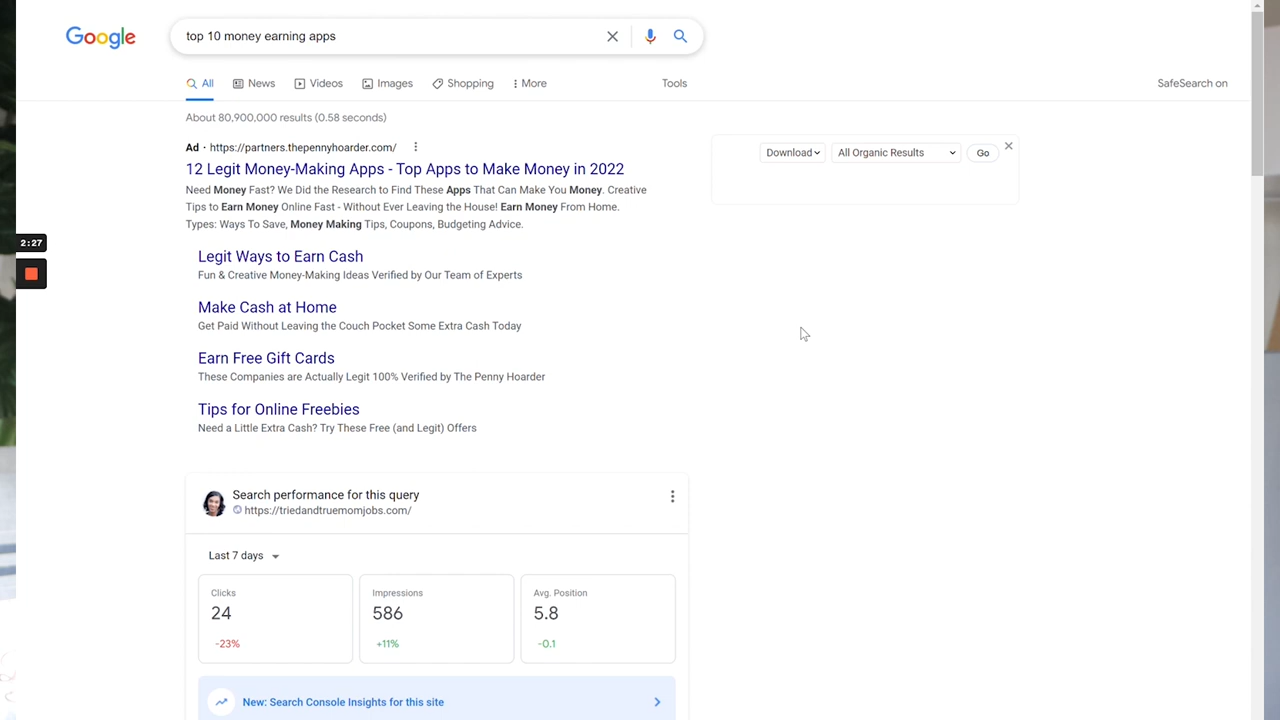 Google
top 10 money earning apps
All News Videos Images Shopping More Tools SafeSearch on
About 80,900,000 results (0.58 seconds)
Ad · https://partners.thepennyhoarder.com/
Download All Organic Results Go
12 Legit Money-Making Apps - Top Apps to Make Money in 2022
Need Money Fast? We Did the Research to Find These Apps That Can Make You Money. Creative
Tips to Earn Money Online Fast - Without Ever Leaving the House! Earn Money From Home.
Types: Ways To Save, Money Making Tips, Coupons, Budgeting Advice.
2:27
Legit Ways to Earn Cash
Fun & Creative Money-Making Ideas Verified by Our Team of Experts
Make Cash at Home
Get Paid Without Leaving the Couch Pocket Some Extra Cash Today
Earn Free Gift Cards
These Companies are Actually Legit 100% Verified by The Penny Hoarder
Tips for Online Freebies
Need a Little Extra Cash? Try These Free (and Legit) Offers
Search performance for this query
https://triedandtruemomjobs.com/
Last 7 days
Clicks Impressions Avg. Position
24 586 5.8
-23% +11% -0.1
New: Search Console Insights for this site